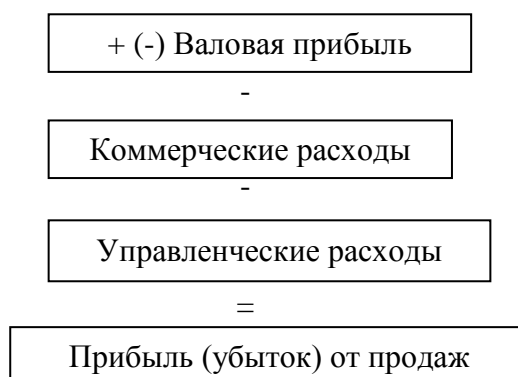 + (-) Валовая прибыль
-
Коммерческие расходы
-
Управленческие расходы
=
Прибыль (убыток) от продаж